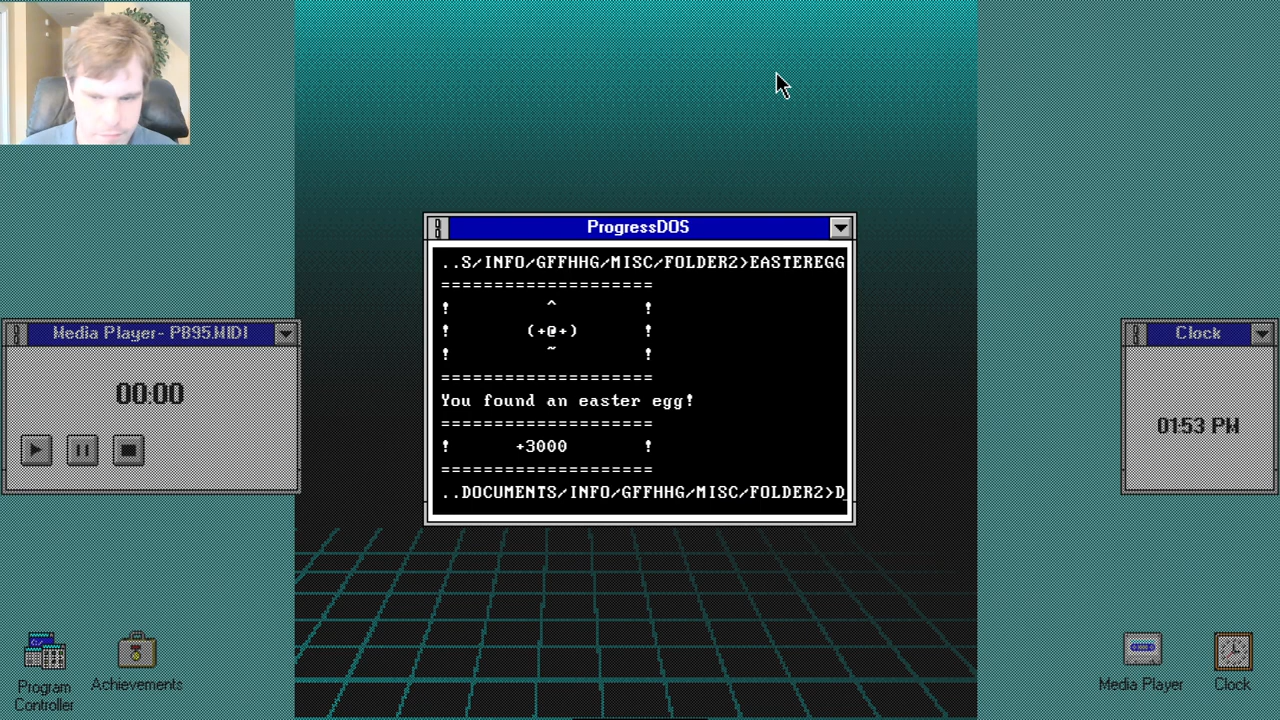 ProgressDOS
..S/INFO/GFFHHG/MISC/FOLDER2>EASTEREGG
====================
! ^ !
! (+@+) !
! ~ !
====================
You found an easter egg!
====================
! +3000 !
====================
..DOCUMENTS/INFO/GFFHHG/MISC/FOLDER2>D_
Media Player- PB95.MIDI
00:00
Clock
01:53 PM
Program
Controller
Achievements
Media Player
Clock